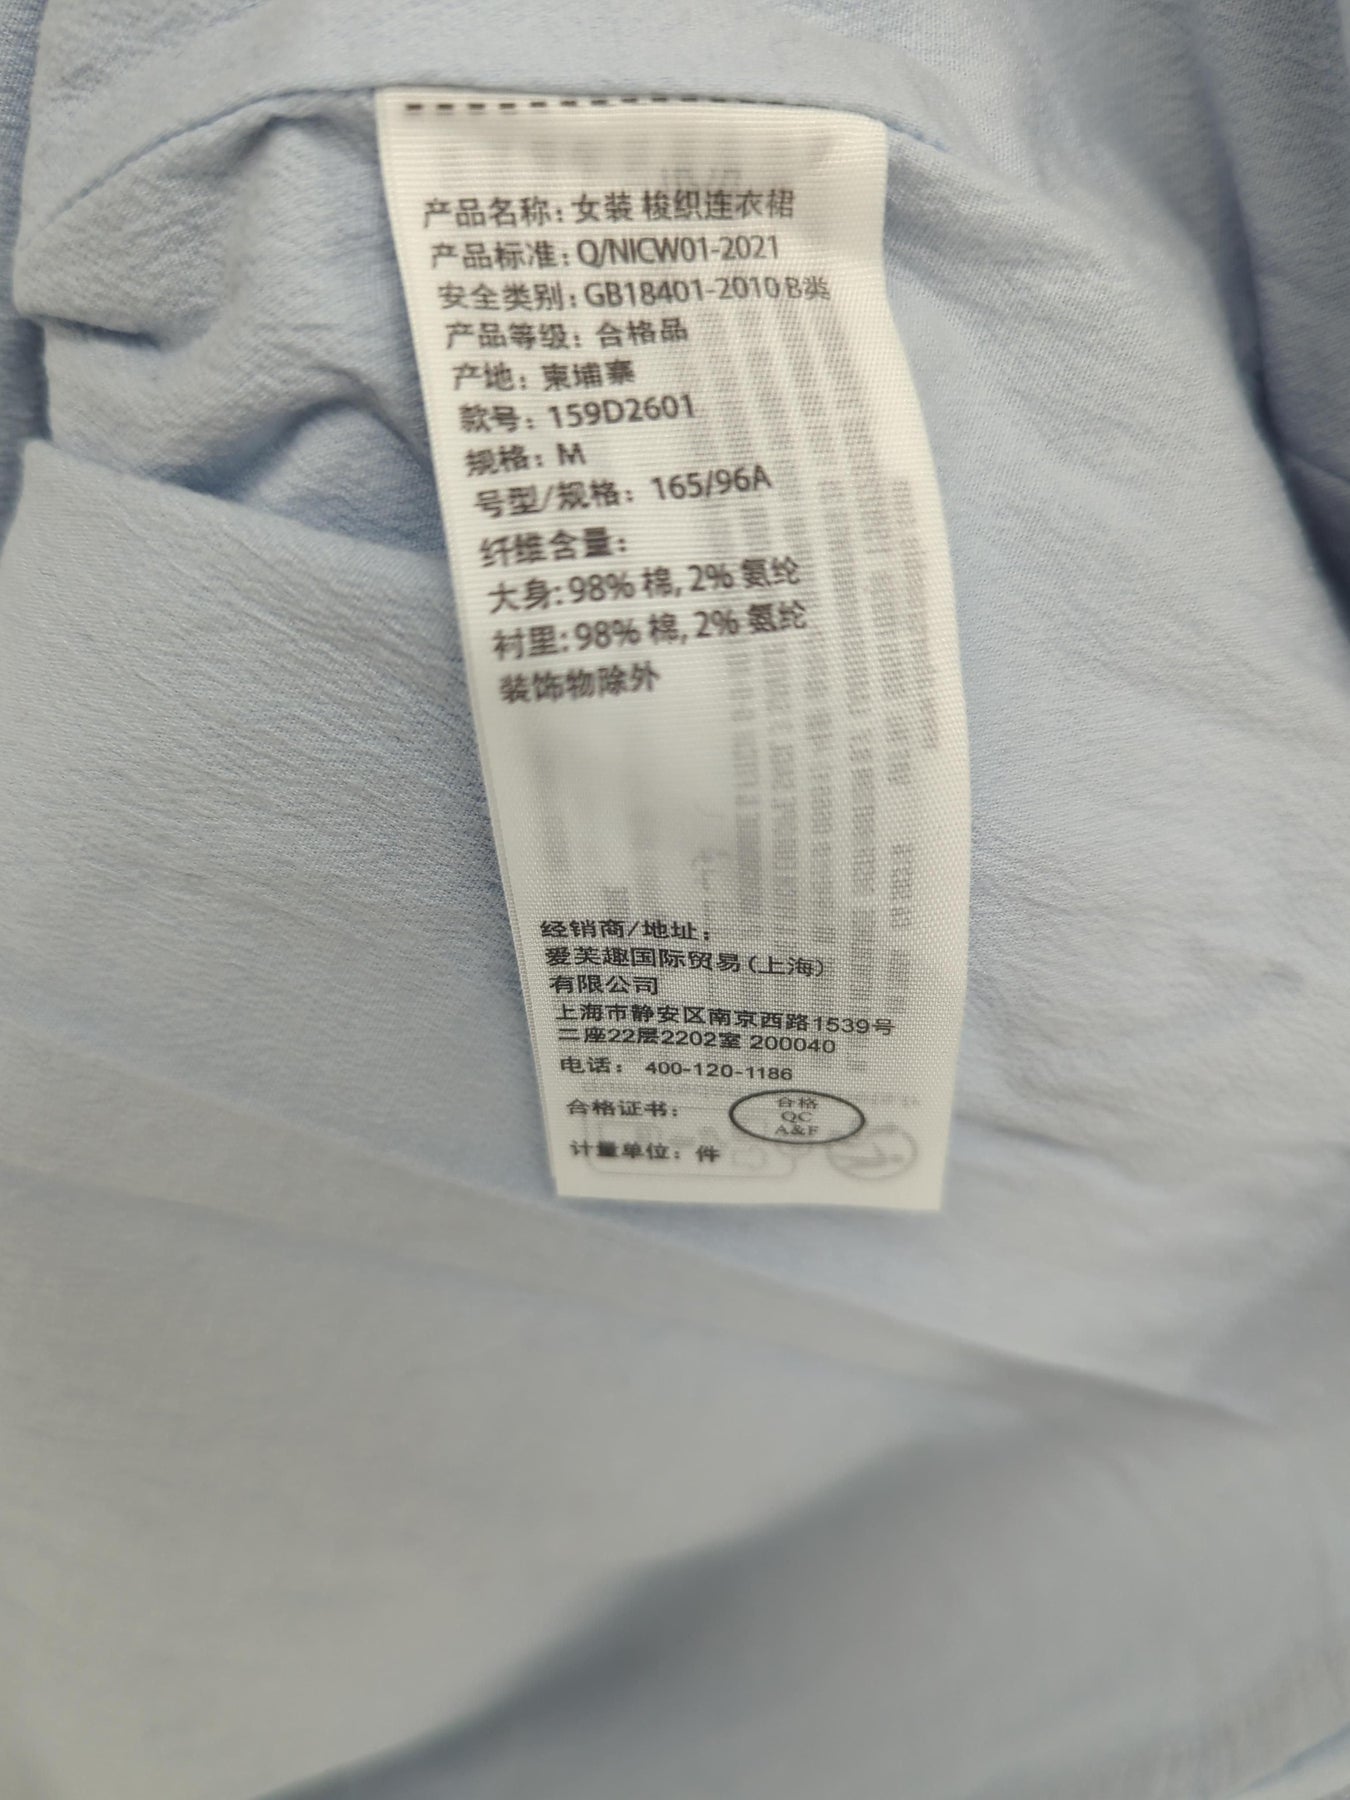 产品名称: 女装 梭织连衣裙
产品标准: Q/NICW01-2021
安全类别: GB18401-2010 B类
产品等级: 合格品
产地: 柬埔寨
款号: 159D2601
规格: M
号型/规格: 165/96A
纤维含量:
大身: 98% 棉, 2% 氨纶
衬里: 98% 棉, 2% 氨纶
装饰物除外
经销商/地址:
爱芙趣国际贸易(上海)
有限公司
上海市静安区南京西路1539号
二座22层2202室 200040
电话: 400-120-1186
合格证书:
合格
QC
A&F
计量单位: 件